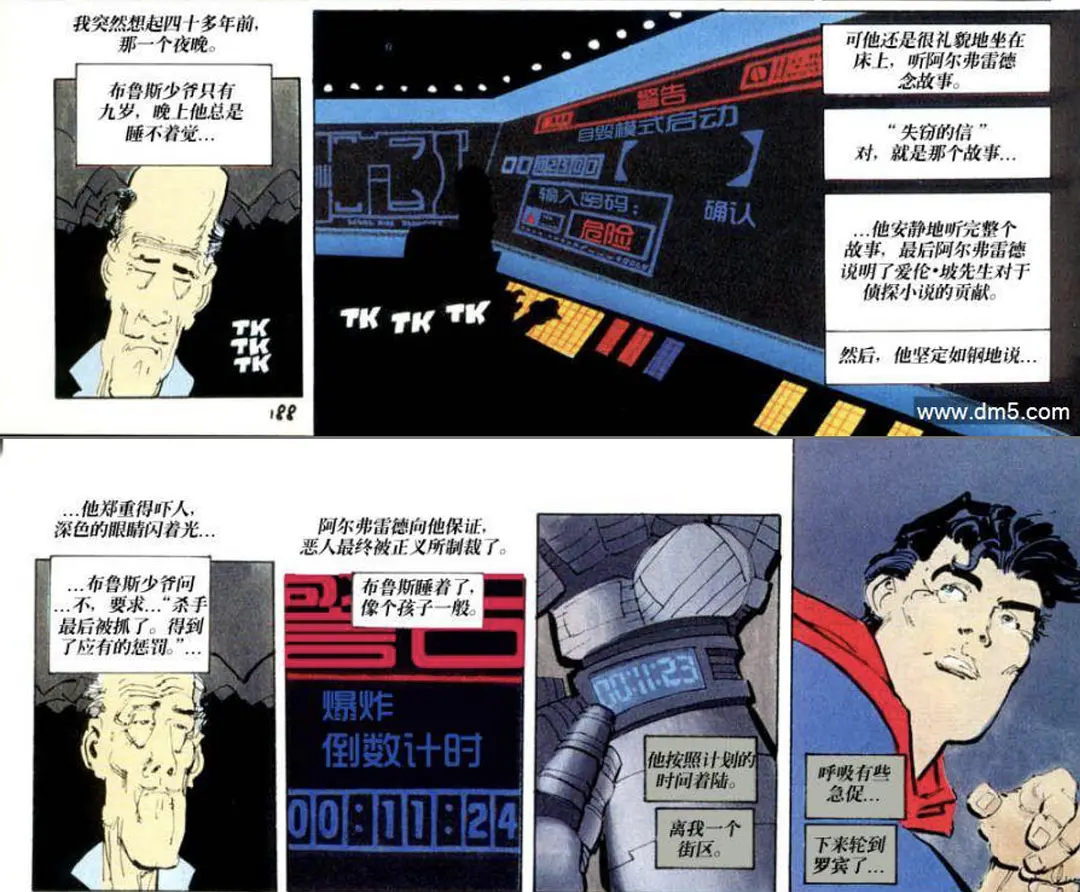 我突然想起四十多年前,
那一个夜晚。
布鲁斯少爷只有
九岁,晚上他总是
睡不着觉...
TK
TK
TK
188
警告
自毁模式启动
输入密码:
危险
确认
TK TK TK
可他还是很礼貌地坐在
床上,听阿尔弗雷德
念故事。
“失窃的信”
对,就是那个故事...
...他安静地听完整个
故事,最后阿尔弗雷德
说明了爱伦•坡先生对于
侦探小说的贡献。
然后,他坚定如钢地说...
www.dm5.com
...他郑重得吓人,
深色的眼睛闪着光...
...布鲁斯少爷问
...不,要求...“杀手
最后被抓了。得到
了应有的惩罚。”...
阿尔弗雷德向他保证,
恶人最终被正义所制裁了。
布鲁斯睡着了,
像个孩子一般。
爆炸
倒数计时
00:11:24
00:11:23
他按照计划的
时间着陆。
离我一个
街区。
呼吸有些
急促...
下来轮到
罗宾了...